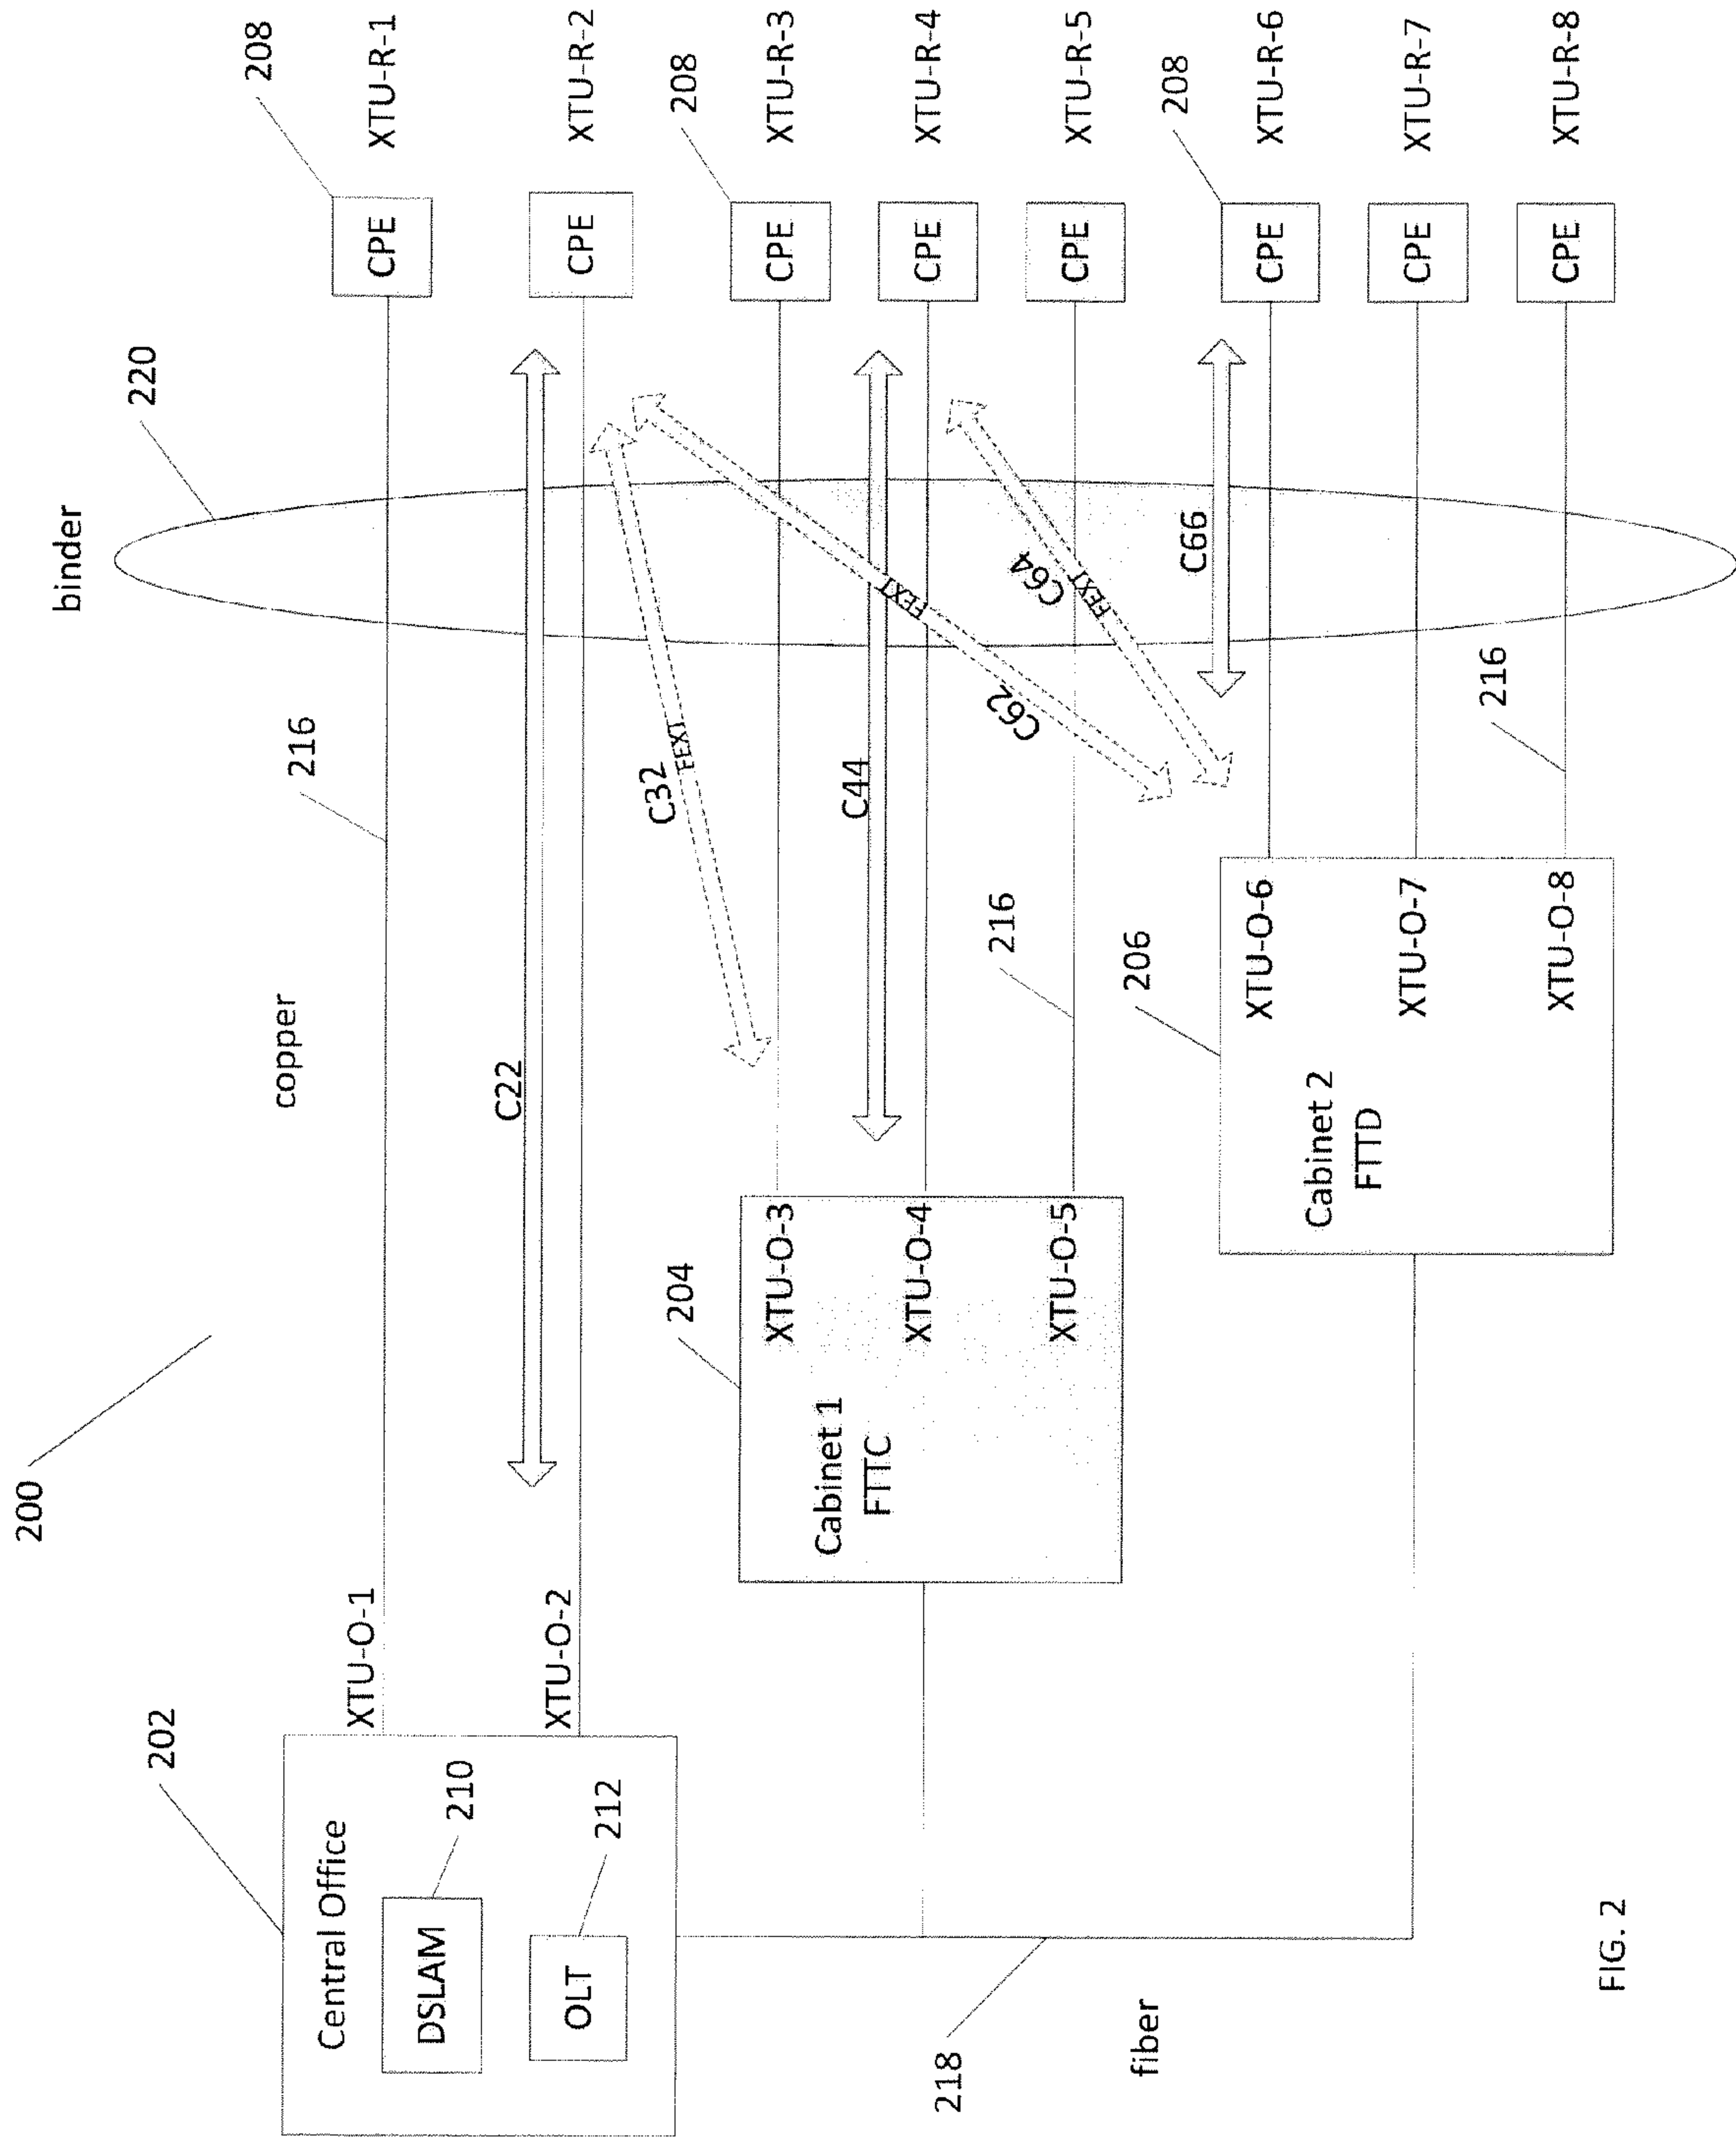 200
202
Central Office
DSLAM
210
OLT
212
XTU-O-1
XTU-O-2
218
fiber
204
Cabinet 1
FTTC
XTU-O-3
XTU-O-4
XTU-O-5
206
Cabinet 2
FTTD
XTU-O-6
XTU-O-7
XTU-O-8
copper
216
216
216
binder
220
C22
C32
FEXT
C44
C62
FEXT
C64
FEXT
C66
208
CPE
XTU-R-1
CPE
XTU-R-2
208
CPE
XTU-R-3
CPE
XTU-R-4
CPE
XTU-R-5
208
CPE
XTU-R-6
CPE
XTU-R-7
CPE
XTU-R-8
FIG. 2